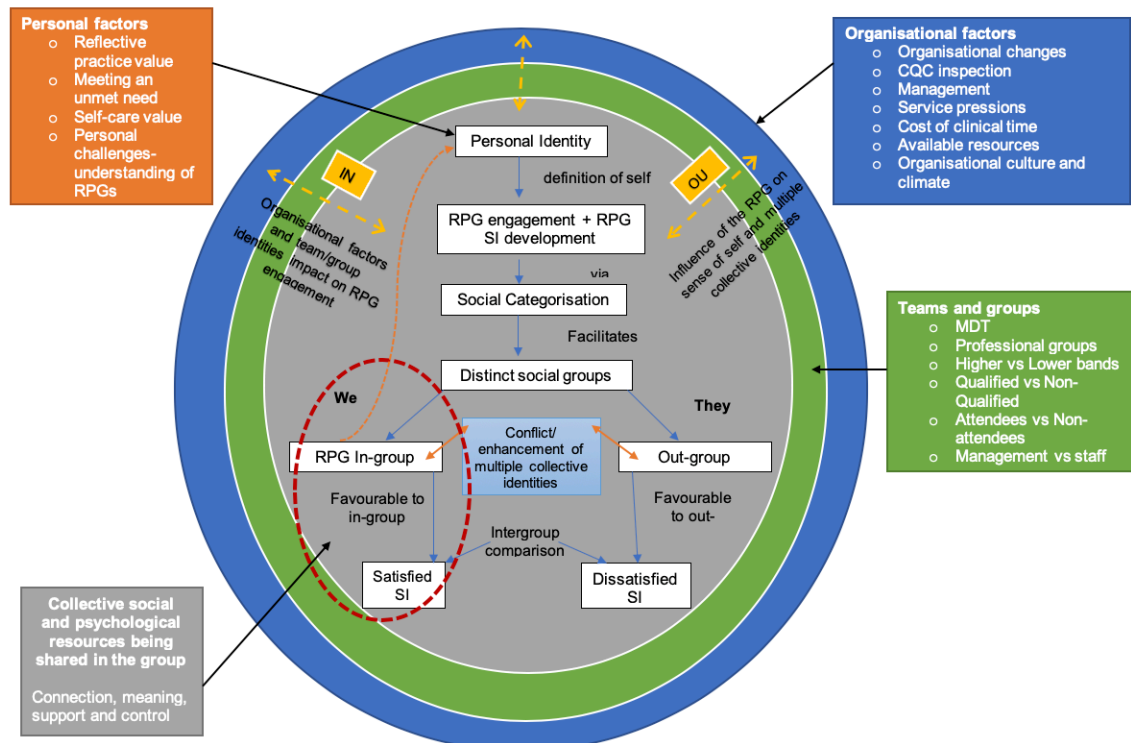 Personal factors
Reflective
practice value
Meeting an
unmet need
Self-care value
Personal
challenges-
understanding of
RPGs
Organisational factors
Organisational changes
CQC inspection
Management
Service pressions
Cost of clinical time
Available resources
Organisational culture and
climate
Personal Identity
IN
OU
definition of self
Organisational factors
and team/group
identities impact on RPG
engagement
Influence of the RPG on
sense of self and multiple
collective identities
RPG engagement + RPG
SI development
via
Social Categorisation
Facilitates
Distinct social groups
We
They
RPG In-group
Conflict/
enhancement of
multiple collective
identities
Out-group
Favourable to
in-group
Favourable
to out-
Intergroup
comparison
Satisfied
SI
Dissatisfied
SI
Teams and groups
MDT
Professional groups
Higher vs Lower bands
Qualified vs Non-
Qualified
Attendees vs Non-
attendees
Management vs staff
Collective social
and psychological
resources being
shared in the group
Connection, meaning,
support and control